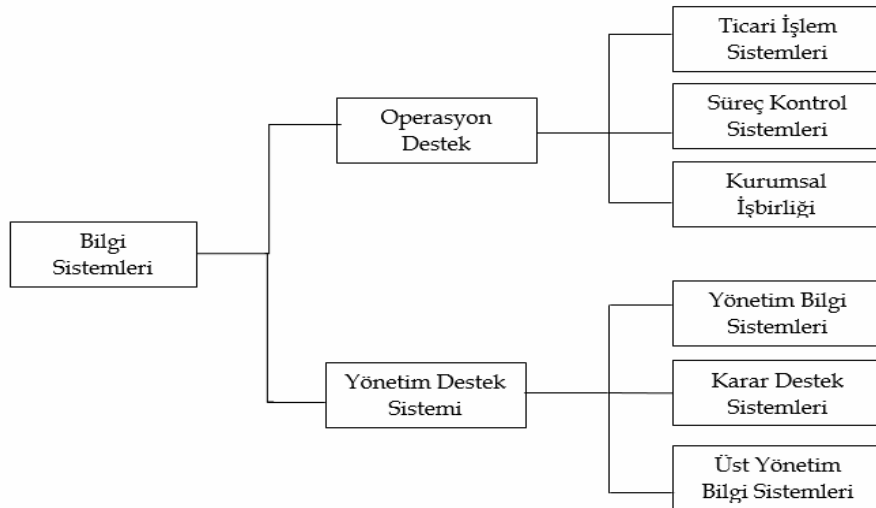 Bilgi
Sistemleri
Operasyon
Destek
Ticari İşlem
Sistemleri
Süreç Kontrol
Sistemleri
Kurumsal
İşbirliği
Yönetim Destek
Sistemi
Yönetim Bilgi
Sistemleri
Karar Destek
Sistemleri
Üst Yönetim
Bilgi Sistemleri